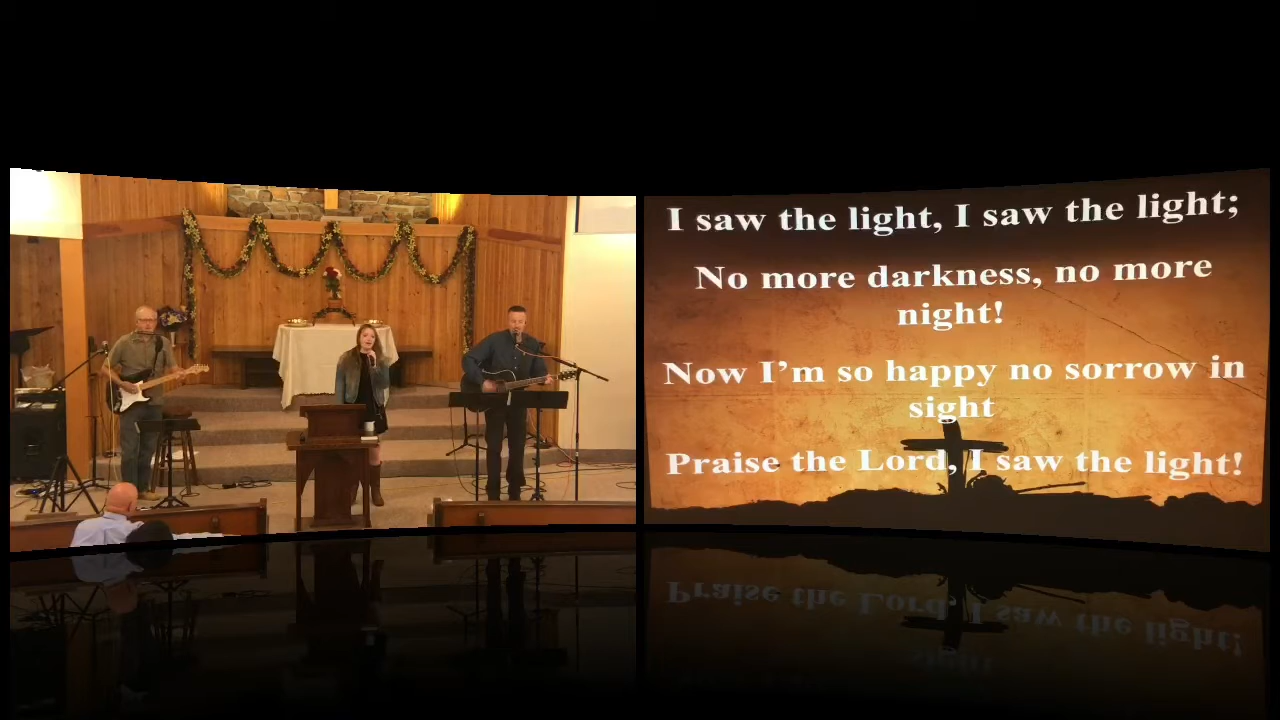 I saw the light, I saw the light;
No more darkness, no more
night!
Now I'm so happy no sorrow in
sight
Praise the Lord, I saw the light!